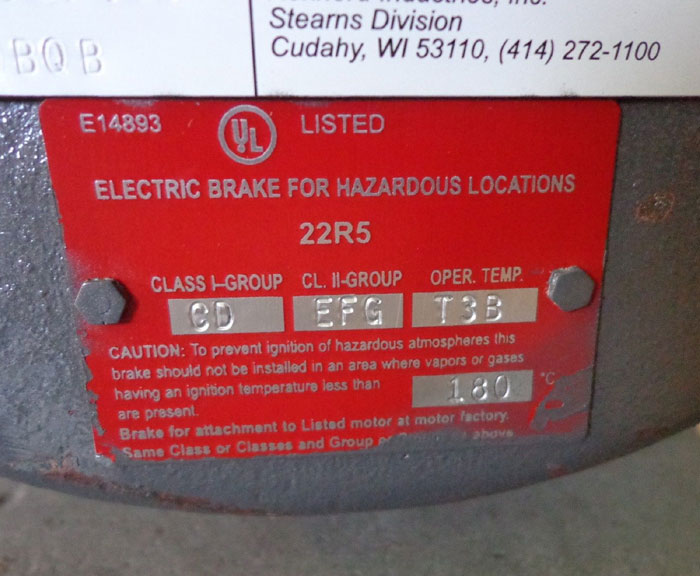 Industries, Inc.
Stearns Division
Cudahy, WI 53110, (414) 272-1100
BQB
E14893 UL LISTED
ELECTRIC BRAKE FOR HAZARDOUS LOCATIONS
22R5
CLASS I-GROUP CL. II-GROUP OPER. TEMP.
CD EFG T3B
CAUTION: To prevent ignition of hazardous atmospheres this
brake should not be installed in an area where vapors or gases
having an ignition temperature less than 180 °C
are present.
Brake for attachment to Listed motor at motor factory.
Same Class or Classes and Group above